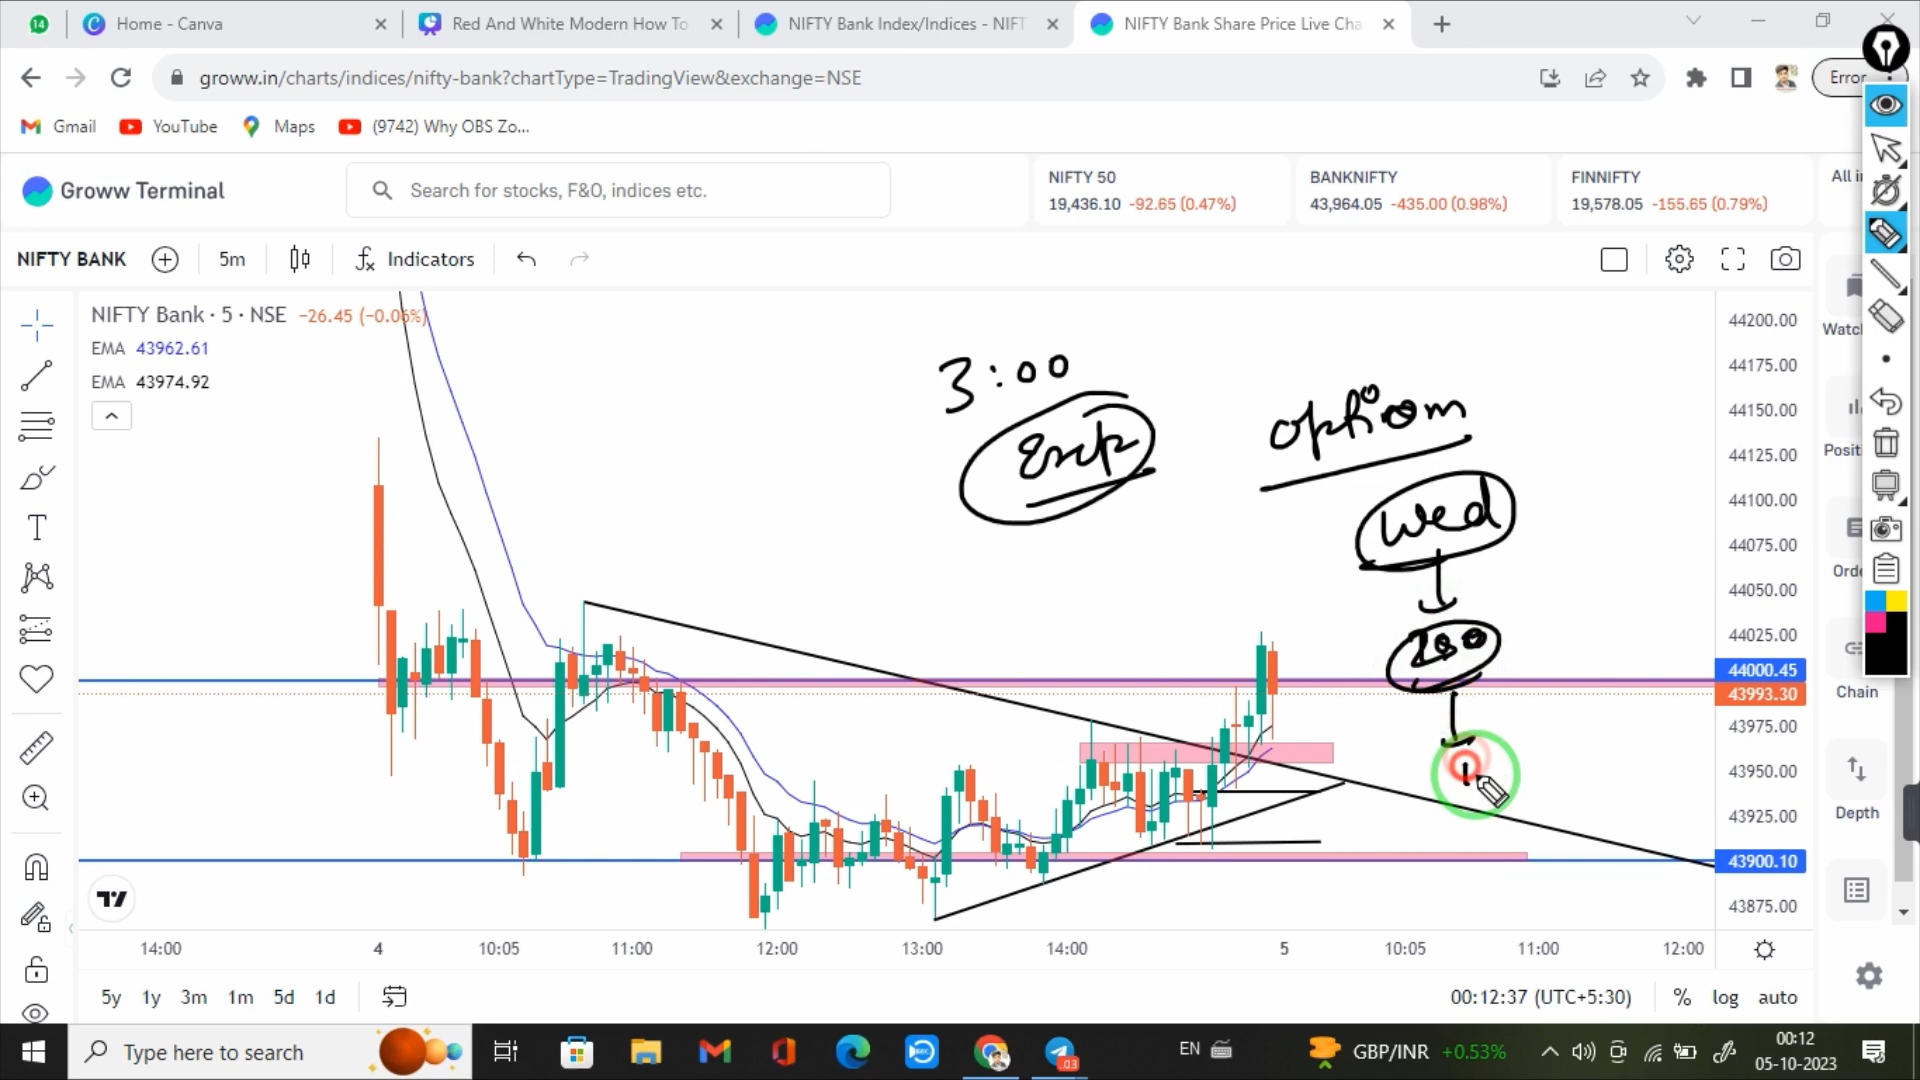 14
Home - Canva
Red And White Modern How To
NIFTY Bank Index/Indices - NIFT
NIFTY Bank Share Price Live Cha
groww.in/charts/indices/nifty-bank?chartType=TradingView&exchange=NSE
Error
Gmail
YouTube
Maps
(9742) Why OBS Zo...
Groww Terminal
Search for stocks, F&O, indices etc.
NIFTY 50
19,436.10 -92.65 (0.47%)
BANKNIFTY
43,964.05 -435.00 (0.98%)
FINNIFTY
19,578.05 -155.65 (0.79%)
All in
NIFTY BANK
5m
Indicators
NIFTY Bank · 5 · NSE −26.45 (−0.06%)
EMA 43962.61
EMA 43974.92
3:00
Exp
option
Wed
200
44200.00
44175.00
44150.00
44125.00
44100.00
44075.00
44050.00
44025.00
44000.45
43993.30
43975.00
43950.00
43925.00
43900.10
43875.00
Watc
Posit
Orde
Chain
Depth
14:00
4
10:05
11:00
12:00
13:00
14:00
5
10:05
11:00
12:00
5y 1y 3m 1m 5d 1d
00:12:37 (UTC+5:30)
% log auto
Type here to search
03
EN
GBP/INR +0.53%
00:12
05-10-2023